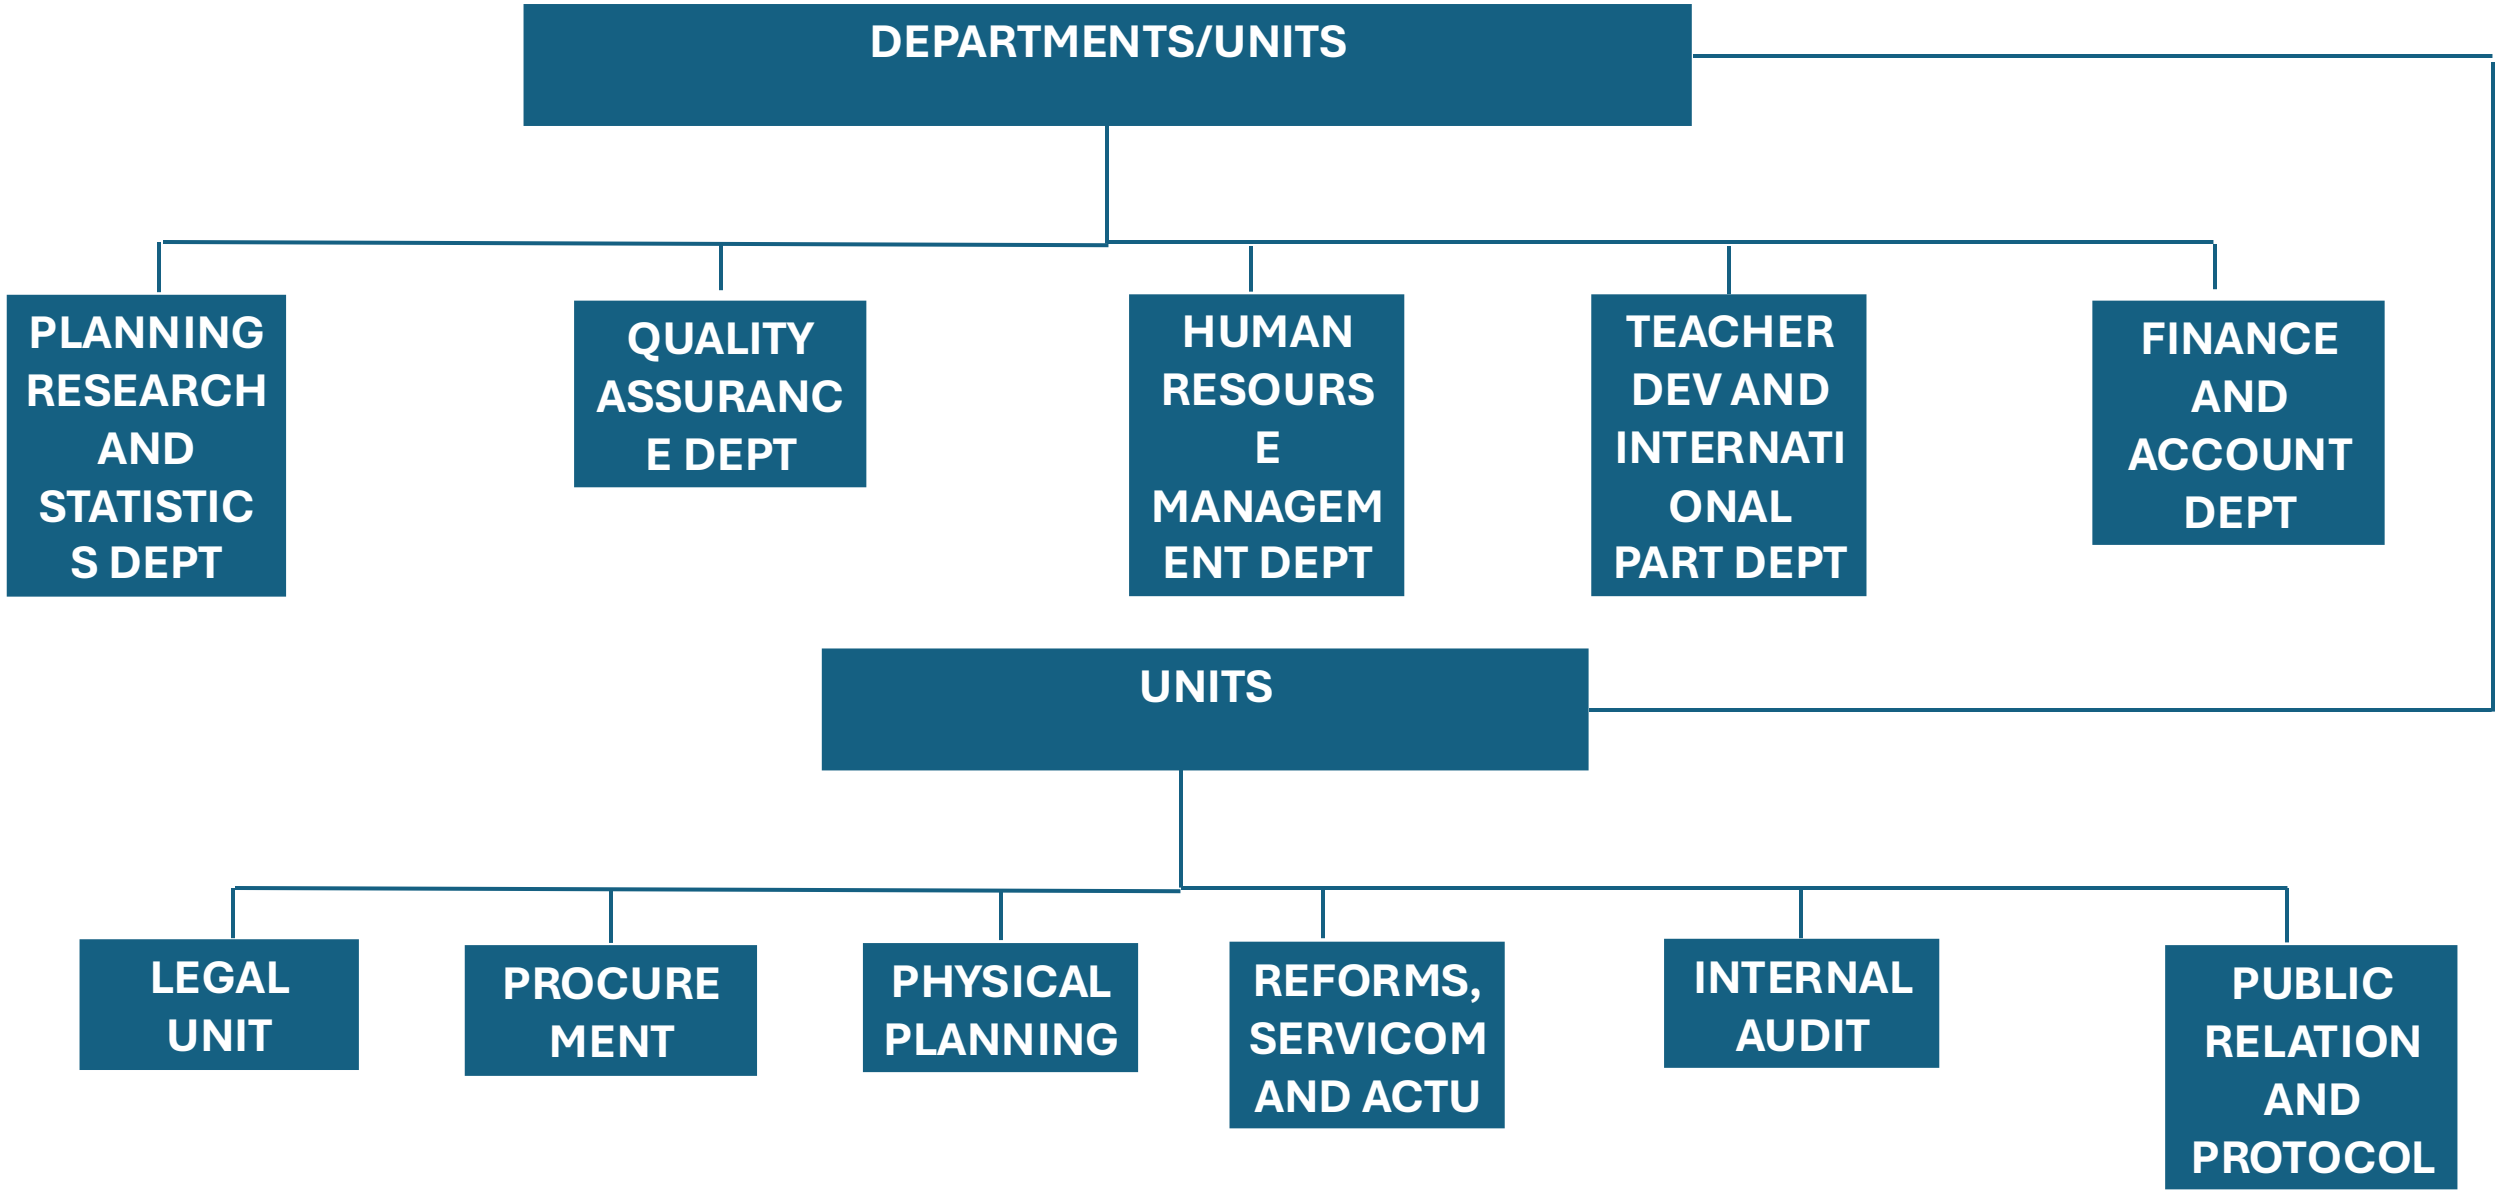 DEPARTMENTS/UNITS
PLANNING
RESEARCH
AND
STATISTIC
S DEPT
QUALITY
ASSURANC
E DEPT
HUMAN
RESOURS
E
MANAGEM
ENT DEPT
TEACHER
DEV AND
INTERNATI
ONAL
PART DEPT
FINANCE
AND
ACCOUNT
DEPT
UNITS
LEGAL
UNIT
PROCURE
MENT
PHYSICAL
PLANNING
REFORMS,
SERVICOM
AND ACTU
INTERNAL
AUDIT
PUBLIC
RELATION
AND
PROTOCOL